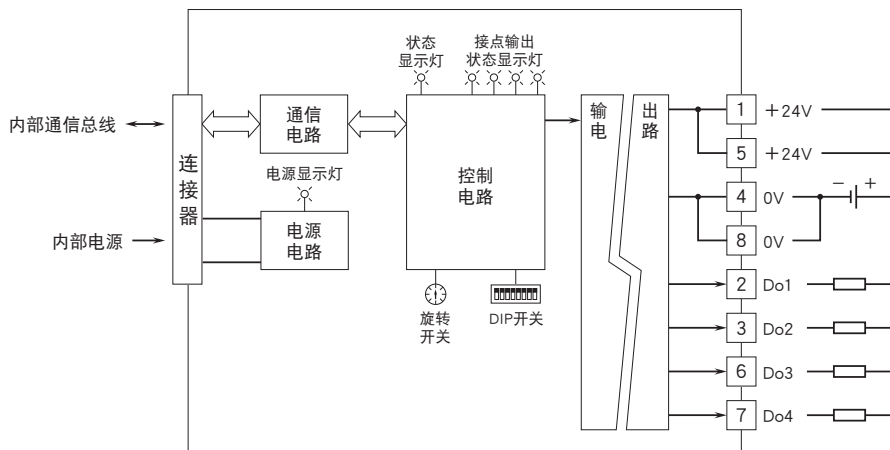 状态
显示灯
接点输出
状态显示灯
内部通信总线
连接器
通信
电路
控制
电路
电源显示灯
电源
电路
内部电源
旋转
开关
DIP开关
输 出
电 路
1 +24V
5 +24V
4 0V − +
8 0V
2 Do1
3 Do2
6 Do3
7 Do4